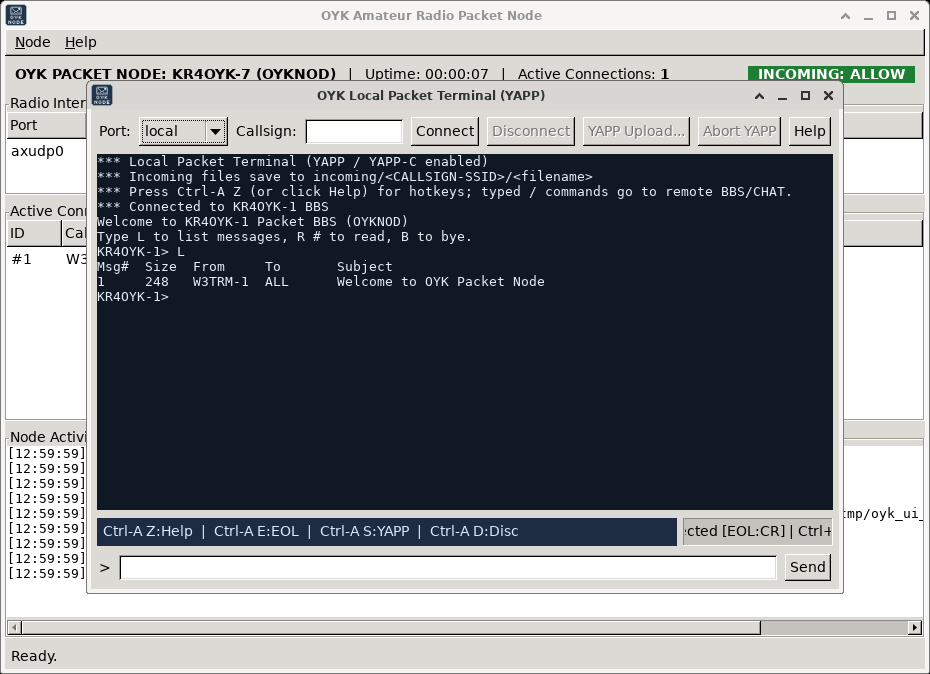 OYK Amateur Radio Packet Node
Node Help
OYK PACKET NODE: KR4OYK-7 (OYKNOD) | Uptime: 00:00:07 | Active Connections: 1 INCOMING: ALLOW
Radio Inter
Port
axudp0
Active Conn
ID Cal
#1 W3
Node Activi
[12:59:59]
[12:59:59]
[12:59:59]
[12:59:59]
[12:59:59] tmp/oyk_ui_
[12:59:59]
[12:59:59]
[12:59:59]
[12:59:59]
Ready.
OYK Local Packet Terminal (YAPP)
Port: local Callsign: Connect Disconnect YAPP Upload... Abort YAPP Help
*** Local Packet Terminal (YAPP / YAPP-C enabled)
*** Incoming files save to incoming/<CALLSIGN-SSID>/<filename>
*** Press Ctrl-A Z (or click Help) for hotkeys; typed / commands go to remote BBS/CHAT.
*** Connected to KR4OYK-1 BBS
Welcome to KR4OYK-1 Packet BBS (OYKNOD)
Type L to list messages, R # to read, B to bye.
KR4OYK-1> L
Msg# Size From To Subject
1 248 W3TRM-1 ALL Welcome to OYK Packet Node
KR4OYK-1>
Ctrl-A Z:Help | Ctrl-A E:EOL | Ctrl-A S:YAPP | Ctrl-A D:Disc cted [EOL:CR] | Ctrl+
> Send